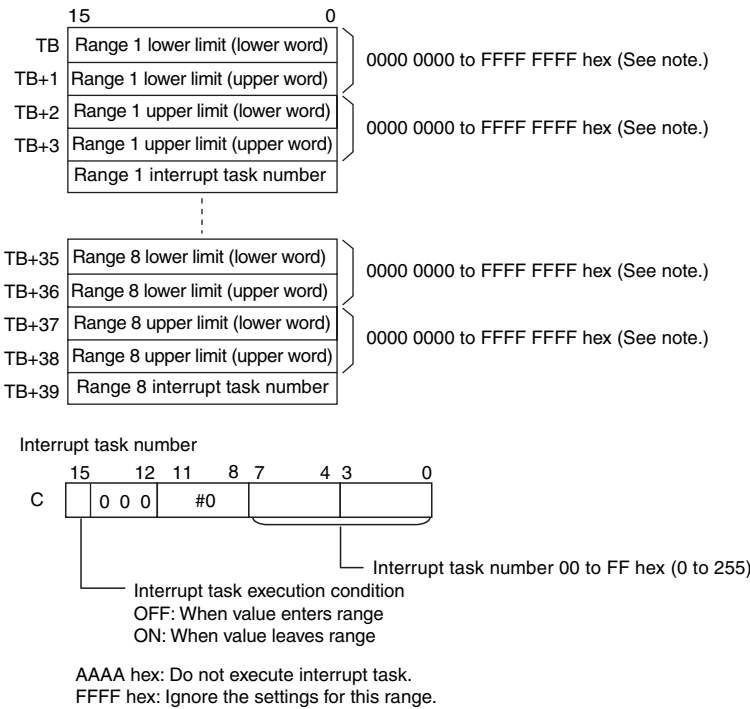 15 0
TB Range 1 lower limit (lower word) 0000 0000 to FFFF FFFF hex (See note.)
TB+1 Range 1 lower limit (upper word)
TB+2 Range 1 upper limit (lower word) 0000 0000 to FFFF FFFF hex (See note.)
TB+3 Range 1 upper limit (upper word)
Range 1 interrupt task number
TB+35 Range 8 lower limit (lower word) 0000 0000 to FFFF FFFF hex (See note.)
TB+36 Range 8 lower limit (upper word)
TB+37 Range 8 upper limit (lower word) 0000 0000 to FFFF FFFF hex (See note.)
TB+38 Range 8 upper limit (upper word)
TB+39 Range 8 interrupt task number
Interrupt task number
15 12 11 8 7 4 3 0
C 0 0 0 #0
Interrupt task number 00 to FF hex (0 to 255)
Interrupt task execution condition
OFF: When value enters range
ON: When value leaves range
AAAA hex: Do not execute interrupt task.
FFFF hex: Ignore the settings for this range.